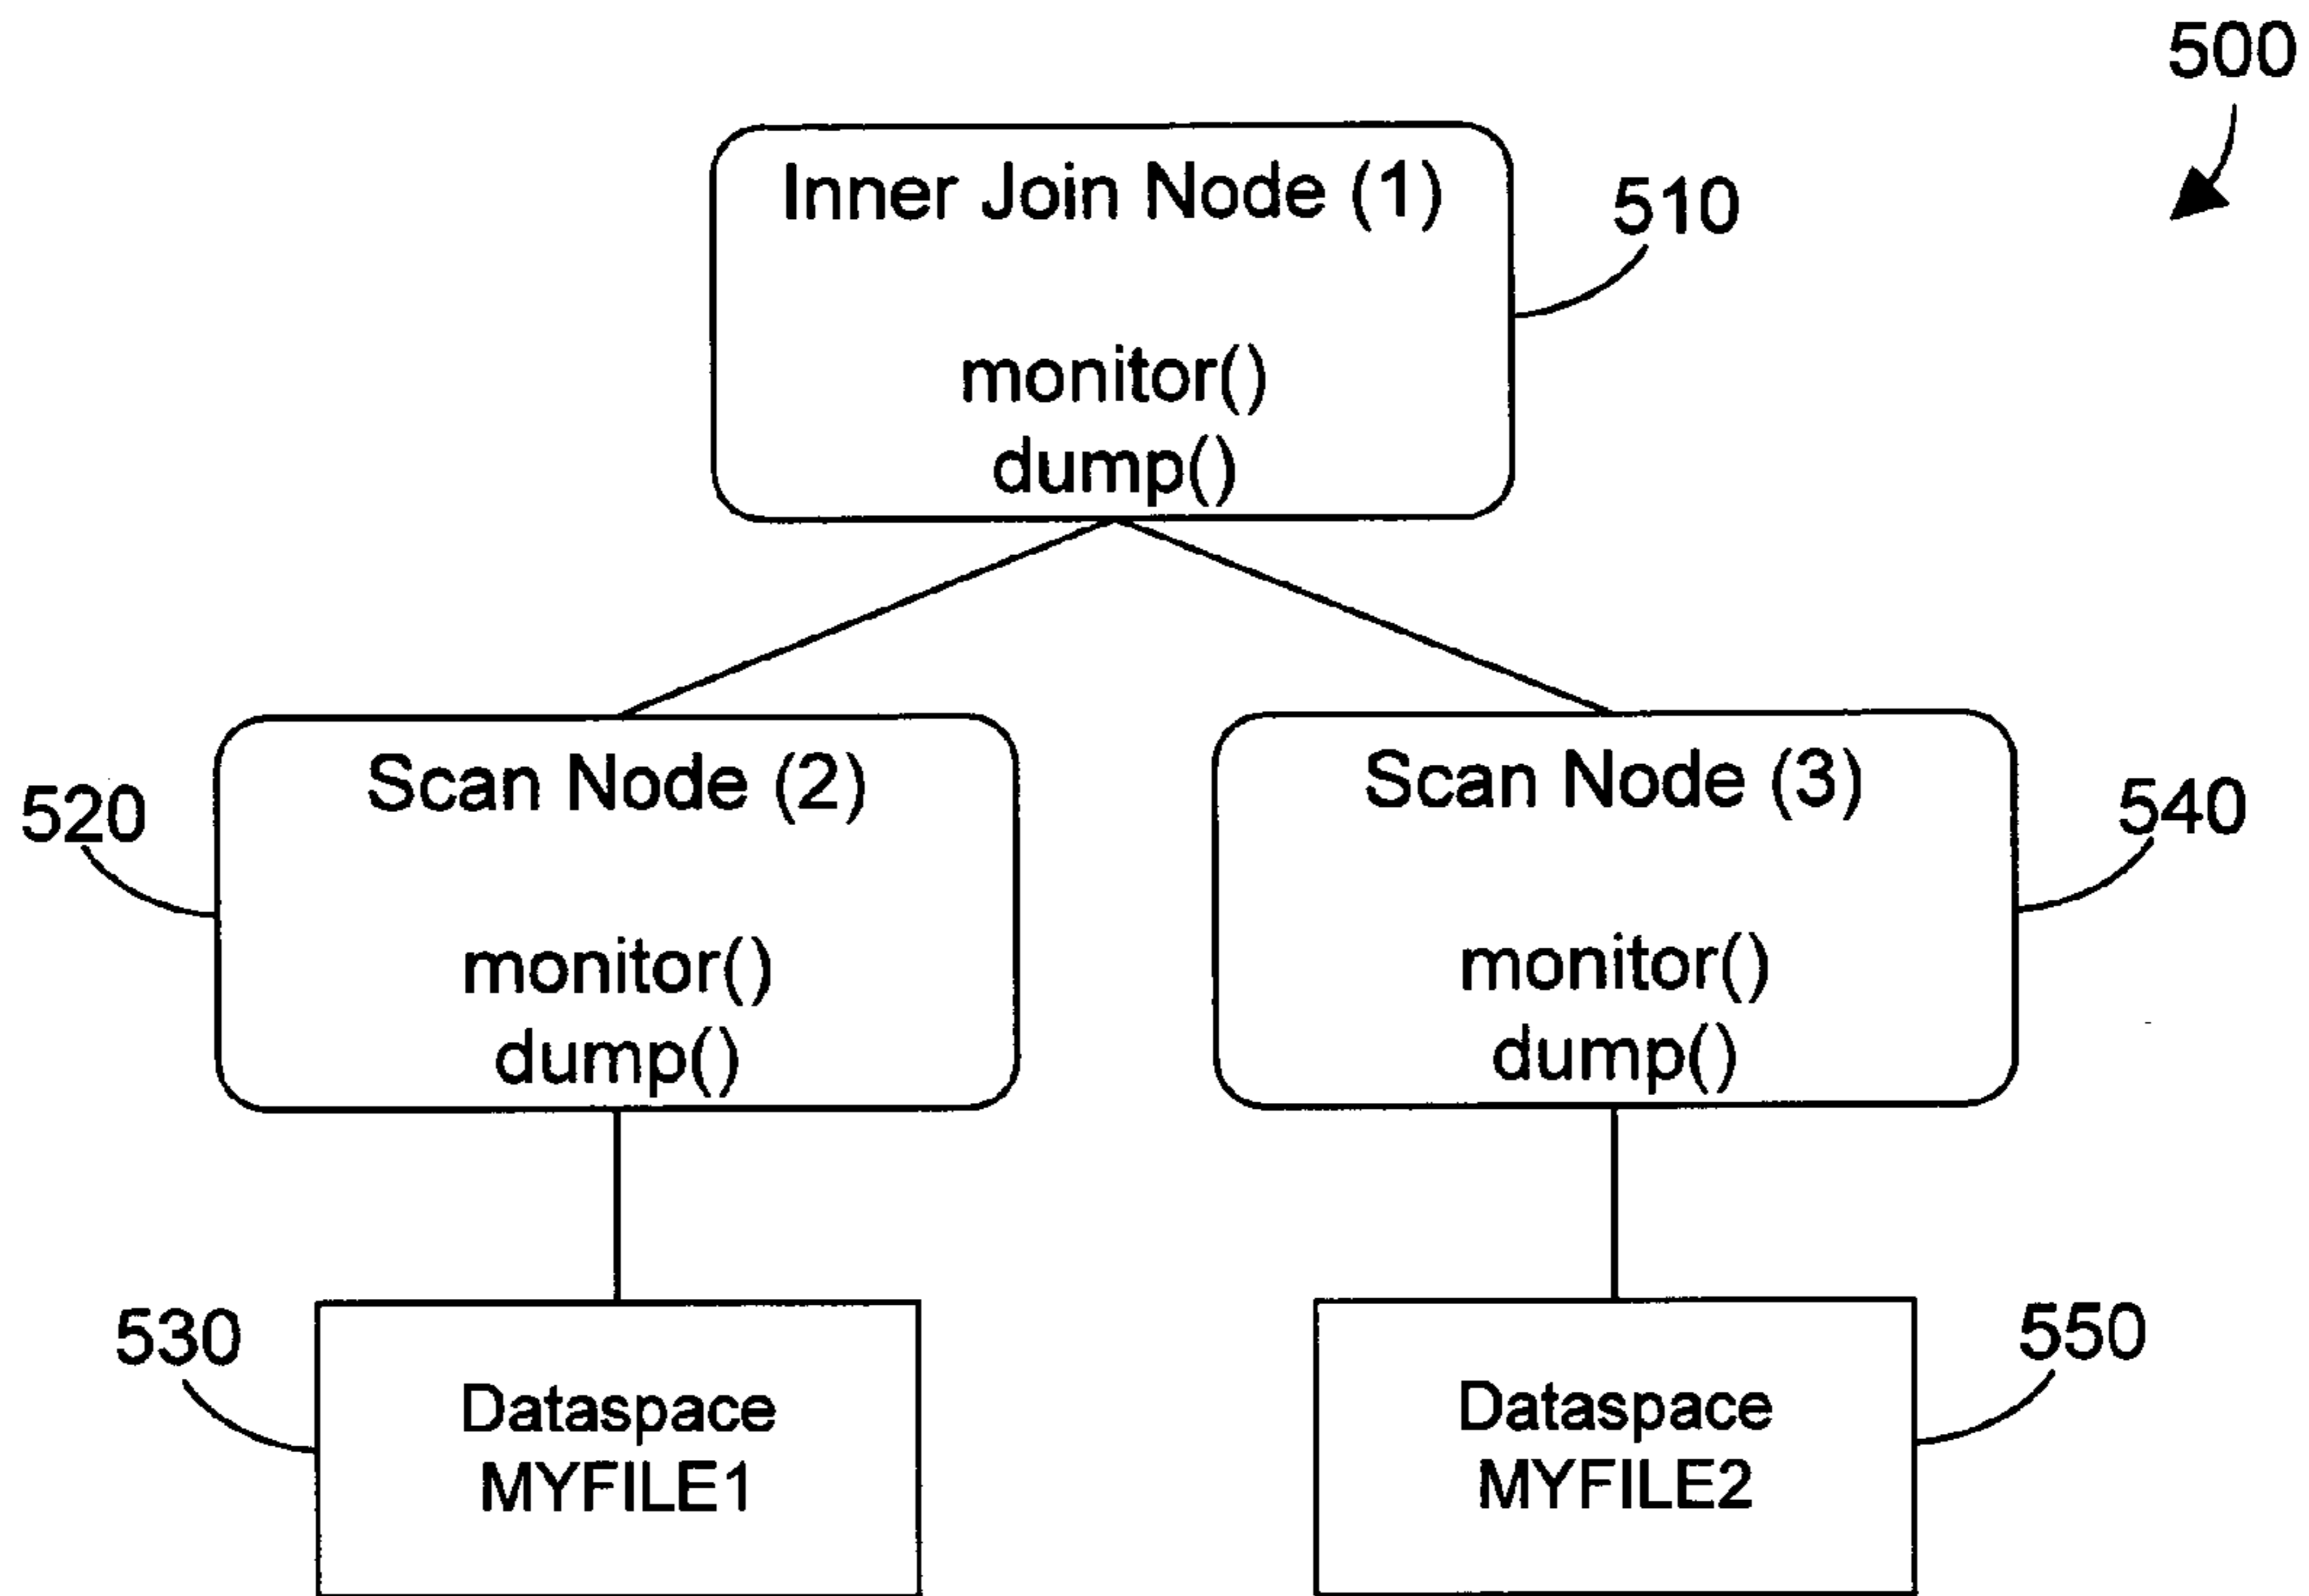 500
Inner Join Node (1)
510
monitor()
dump()
Scan Node (2)
Scan Node (3)
520
540
monitor()
monitor()
dump()
dump()
530
550
Dataspace
MYFILE1
Dataspace
MYFILE2